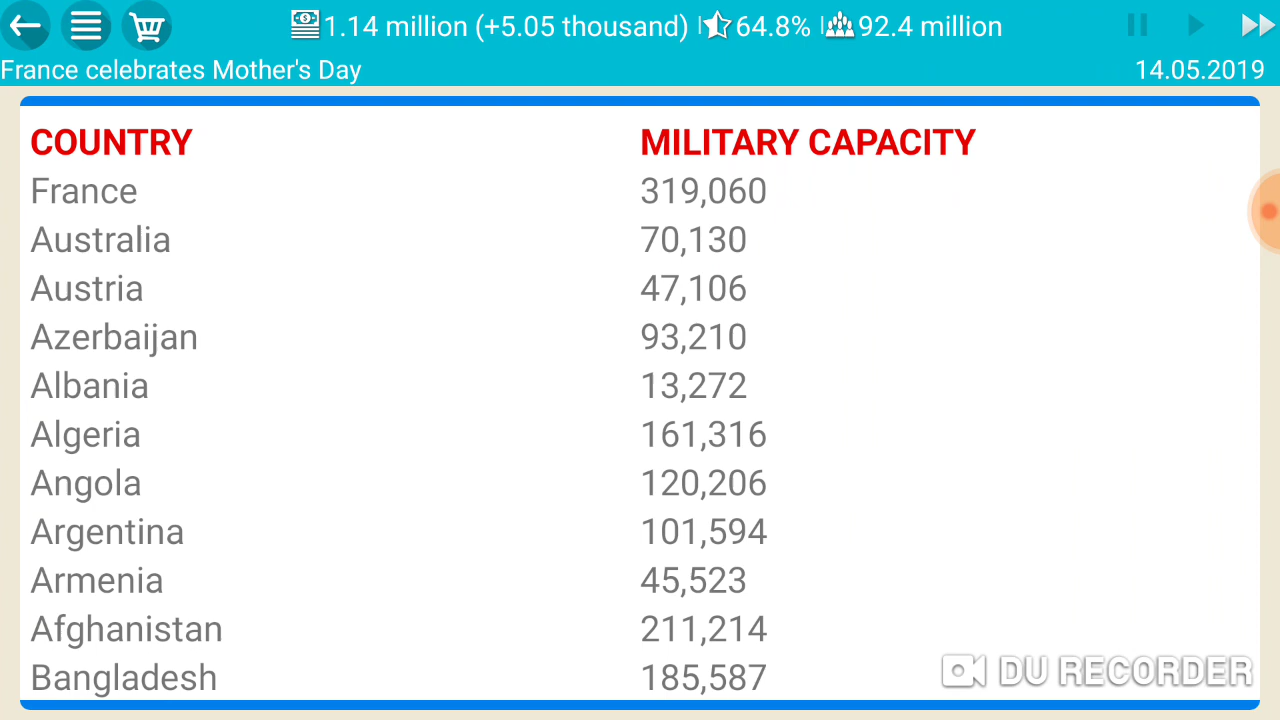 1.14 million (+5.05 thousand) 64.8% 92.4 million
France celebrates Mother's Day 14.05.2019
COUNTRY MILITARY CAPACITY
France 319,060
Australia 70,130
Austria 47,106
Azerbaijan 93,210
Albania 13,272
Algeria 161,316
Angola 120,206
Argentina 101,594
Armenia 45,523
Afghanistan 211,214
Bangladesh 185,587
DU RECORDER